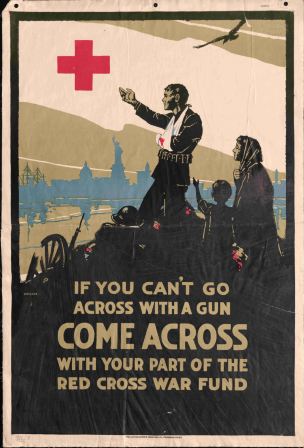 IF YOU CAN'T GO
ACROSS WITH A GUN
COME ACROSS
WITH YOUR PART OF THE
RED CROSS WAR FUND